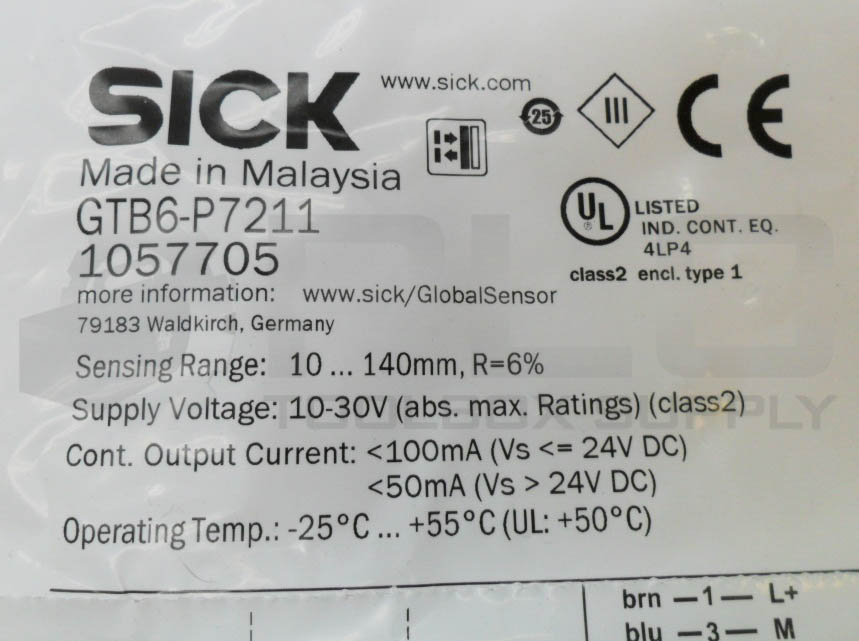 SICK www.sick.com
25
III
CE
Made in Malaysia
GTB6-P7211
1057705
UL LISTED
IND. CONT. EQ.
4LP4
class2 encl. type 1
more information: www.sick/GlobalSensor
79183 Waldkirch, Germany
Sensing Range: 10 ... 140mm, R=6%
Supply Voltage: 10-30V (abs. max. Ratings) (class2)
Cont. Output Current: <100mA (Vs <= 24V DC)
<50mA (Vs > 24V DC)
Operating Temp.: -25°C ... +55°C (UL: +50°C)
brn —1— L+
blu —3— M
DLO
TOOLBOX SUPPLY